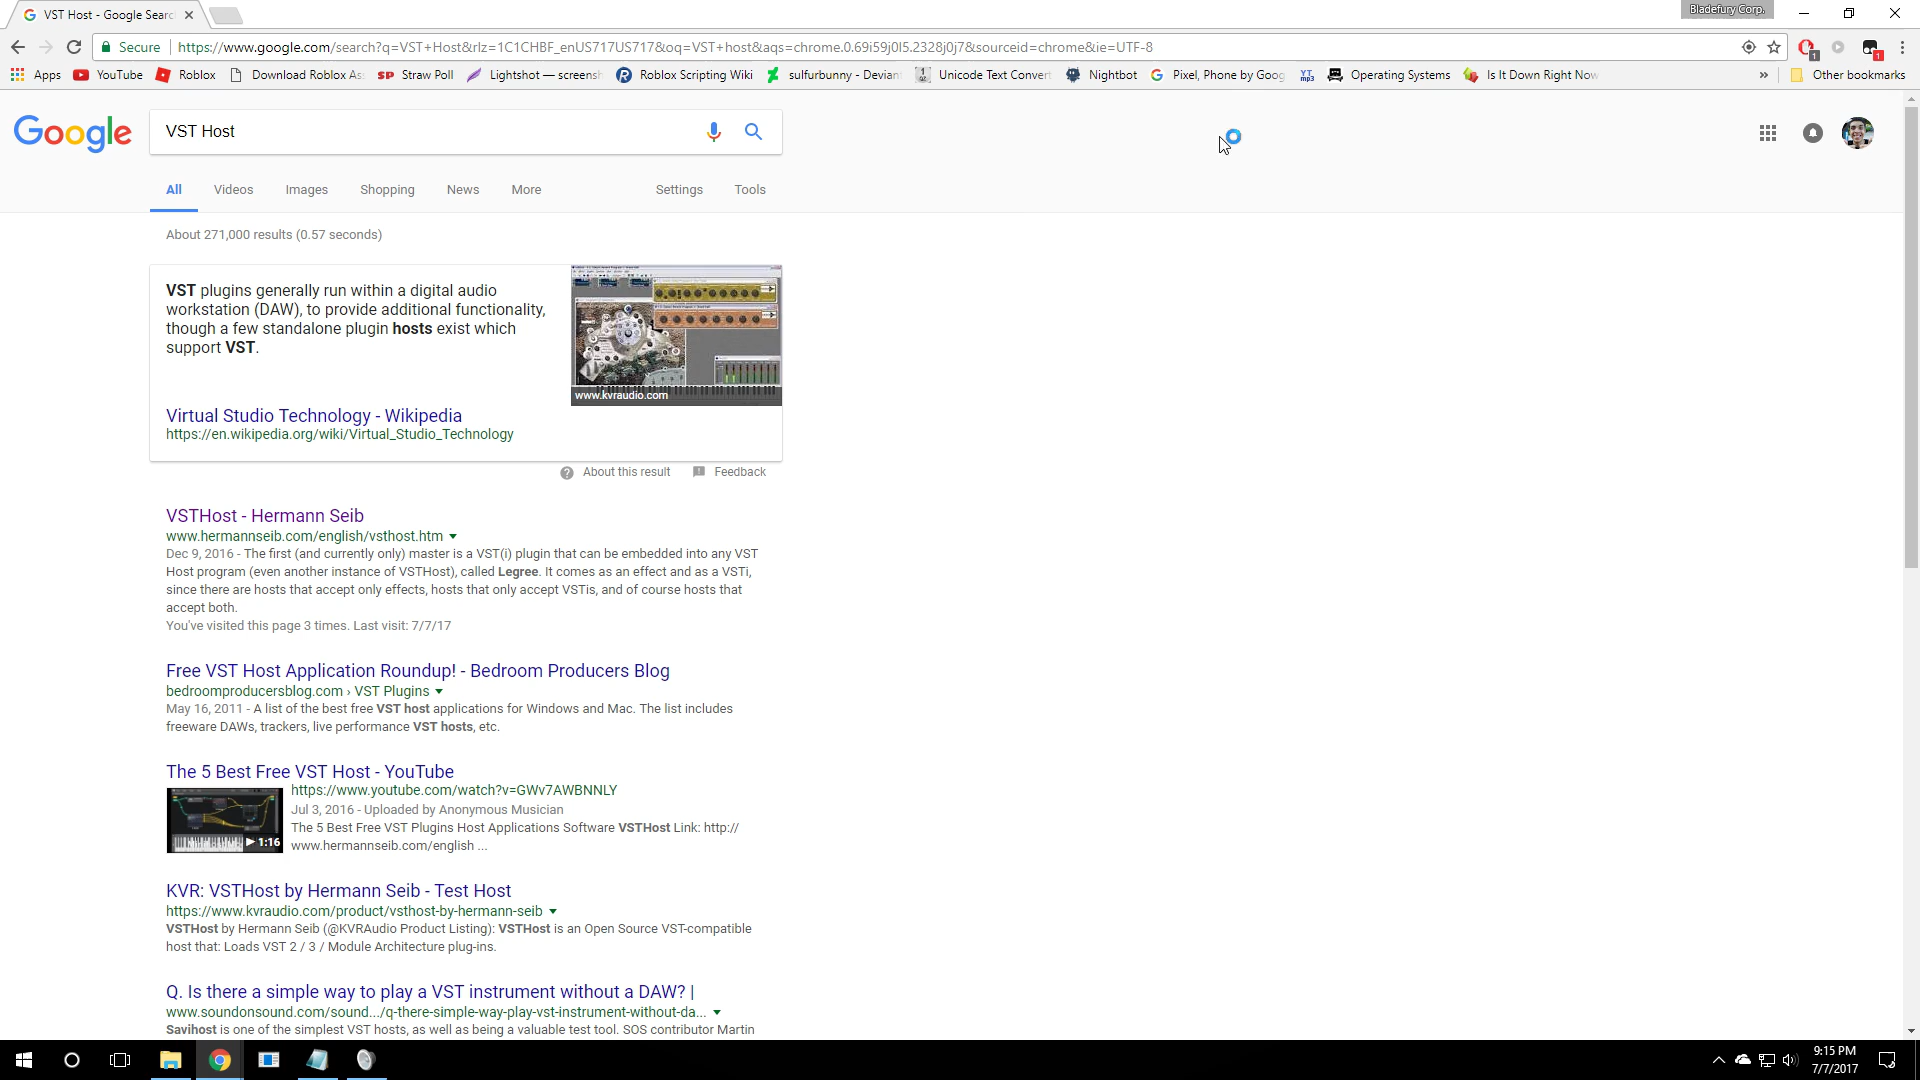 VST Host - Google Searc
Bladefury Corp.
Secure
https://www.google.com/search?q=VST+Host&rlz=1C1CHBF_enUS717US717&oq=VST+host&aqs=chrome.0.69i59j0l5.2328j0j7&sourceid=chrome&ie=UTF-8
1
1
Apps
YouTube
Roblox
Download Roblox As
SP
Straw Poll
Lightshot — screensh
Roblox Scripting Wiki
sulfurbunny - Devian
Unicode Text Convert
Nightbot
Pixel, Phone by Goog
YT mp3
Operating Systems
Is It Down Right Now
»
Other bookmarks
Google
VST Host
All
Videos
Images
Shopping
News
More
Settings
Tools
About 271,000 results (0.57 seconds)
VST plugins generally run within a digital audio
workstation (DAW), to provide additional functionality,
though a few standalone plugin hosts exist which
support VST.
www.kvraudio.com
Virtual Studio Technology - Wikipedia
https://en.wikipedia.org/wiki/Virtual_Studio_Technology
About this result
Feedback
VSTHost - Hermann Seib
www.hermannseib.com/english/vsthost.htm
Dec 9, 2016 - The first (and currently only) master is a VST(i) plugin that can be embedded into any VST
Host program (even another instance of VSTHost), called Legree. It comes as an effect and as a VSTi,
since there are hosts that accept only effects, hosts that only accept VSTis, and of course hosts that
accept both.
You've visited this page 3 times. Last visit: 7/7/17
Free VST Host Application Roundup! - Bedroom Producers Blog
bedroomproducersblog.com › VST Plugins
May 16, 2011 - A list of the best free VST host applications for Windows and Mac. The list includes
freeware DAWs, trackers, live performance VST hosts, etc.
The 5 Best Free VST Host - YouTube
https://www.youtube.com/watch?v=GWv7AWBNNLY
Jul 3, 2016 - Uploaded by Anonymous Musician
The 5 Best Free VST Plugins Host Applications Software VSTHost Link: http://
www.hermannseib.com/english ...
1:16
KVR: VSTHost by Hermann Seib - Test Host
https://www.kvraudio.com/product/vsthost-by-hermann-seib
VSTHost by Hermann Seib (@KVRAudio Product Listing): VSTHost is an Open Source VST-compatible
host that: Loads VST 2 / 3 / Module Architecture plug-ins.
Q. Is there a simple way to play a VST instrument without a DAW? |
www.soundonsound.com/sound.../q-there-simple-way-play-vst-instrument-without-da...
Savihost is one of the simplest VST hosts, as well as being a valuable test tool. SOS contributor Martin
9:15 PM
7/7/2017